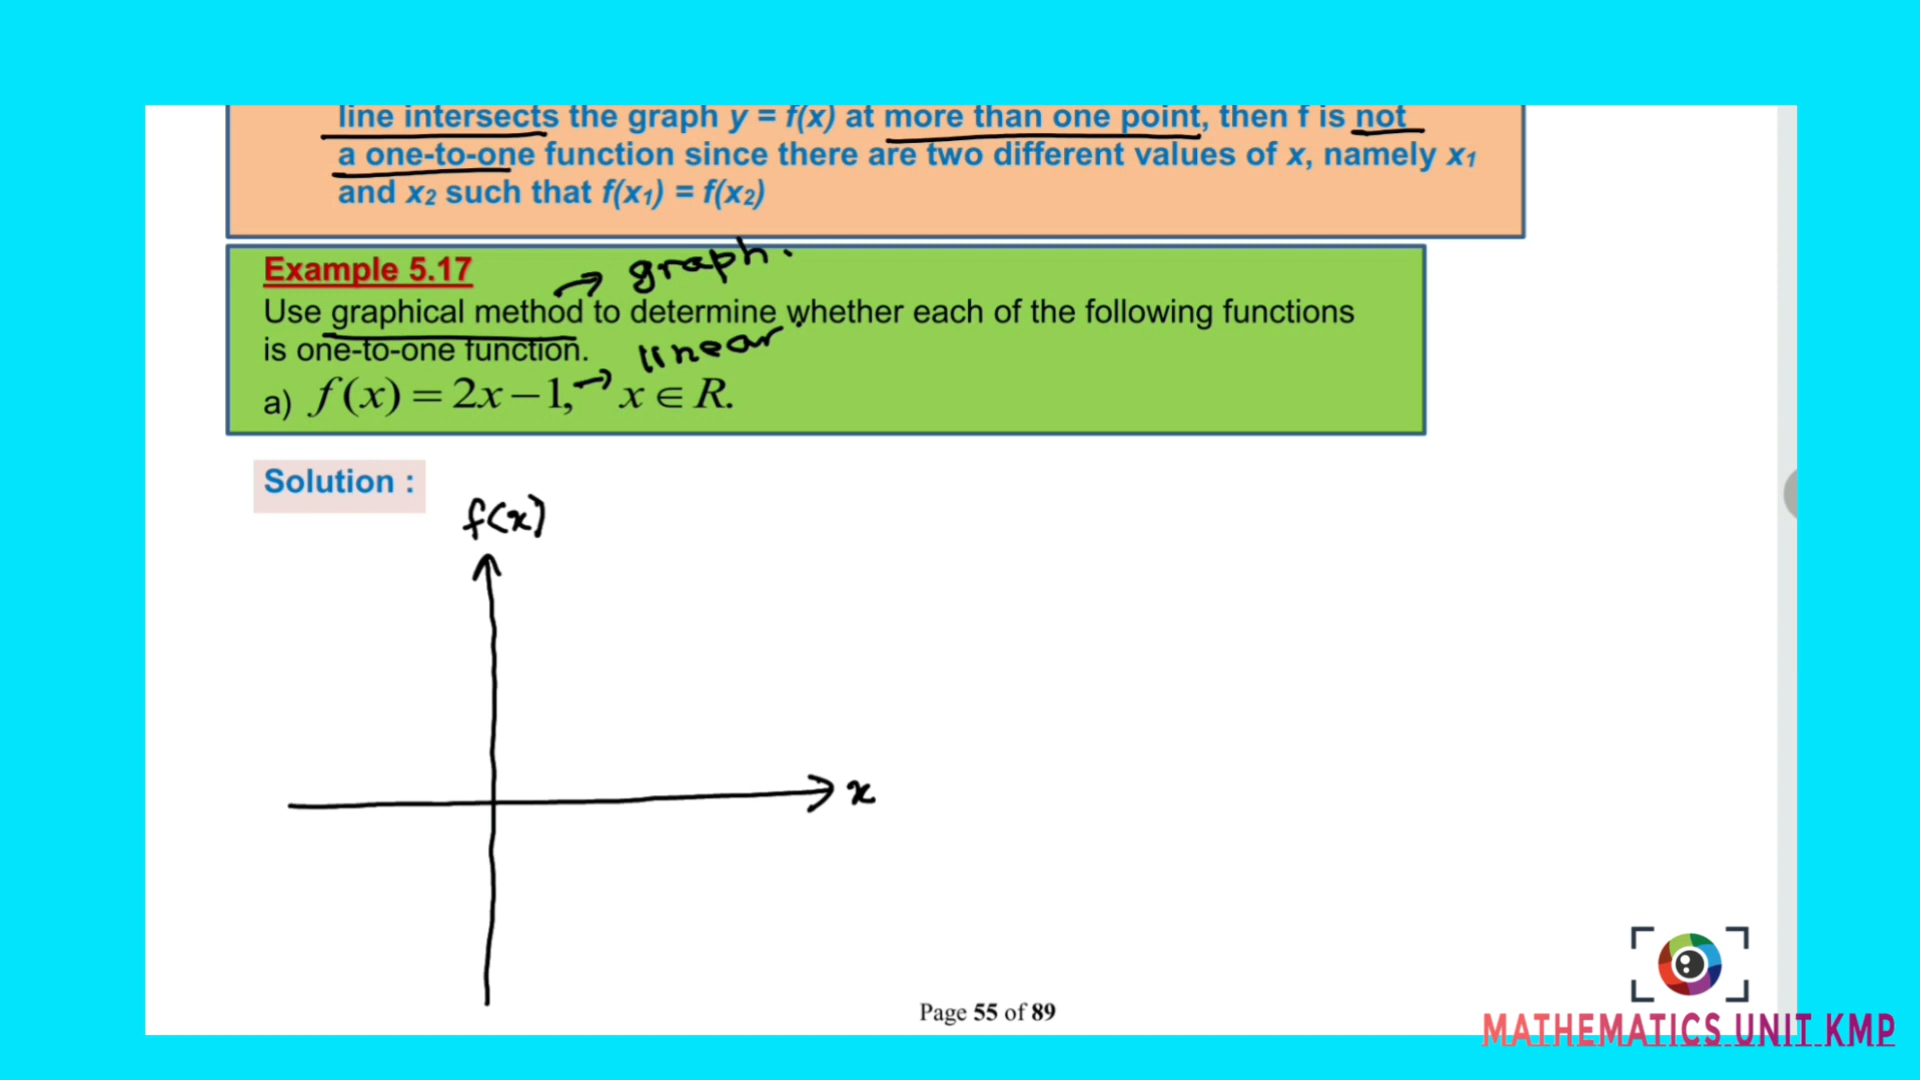 line intersects the graph y = f(x) at more than one point, then f is not
a one-to-one function since there are two different values of x, namely x₁
and x₂ such that f(x₁) = f(x₂)
Example 5.17
→ graph.
Use graphical method to determine whether each of the following functions
is one-to-one function.
→ linear
a) f(x) = 2x − 1, x ∈ R.
Solution :
f(x)
x
Page 55 of 89
MATHEMATICS UNIT KMP